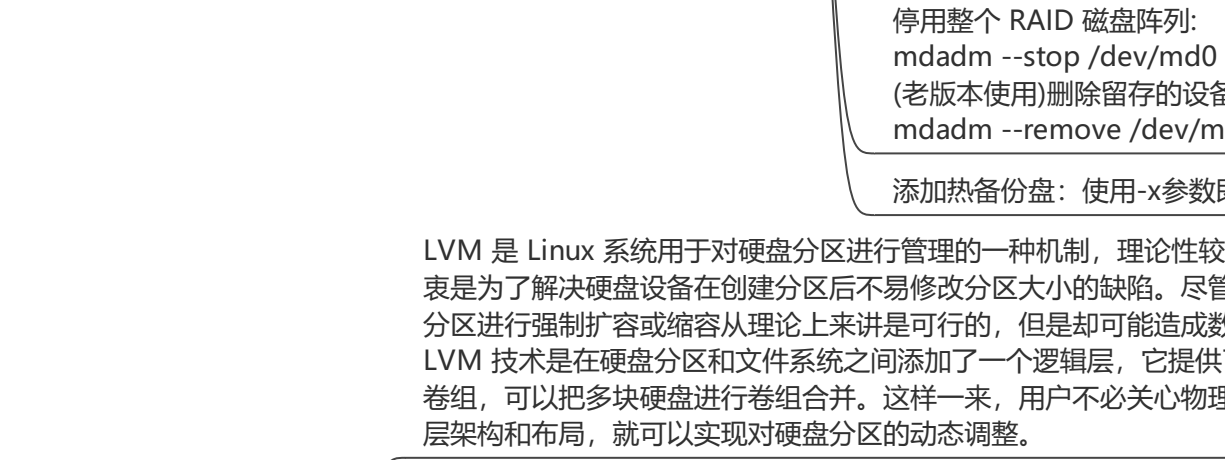 停用整个 RAID 磁盘阵列:
mdadm --stop /dev/md0
(老版本使用)删除留存的设
mdadm --remove /dev/m
添加热备份盘：使用-x参数
LVM 是 Linux 系统用于对硬盘分区进行管理的一种机制，理论性较
衷是为了解决硬盘设备在创建分区后不易修改分区大小的缺陷。尽管
分区进行强制扩容或缩容从理论上来讲是可行的，但是却可能造成数
LVM 技术是在硬盘分区和文件系统之间添加了一个逻辑层，它提供
卷组，可以把多块硬盘进行卷组合并。这样一来，用户不必关心物理
层架构和布局，就可以实现对硬盘分区的动态调整。